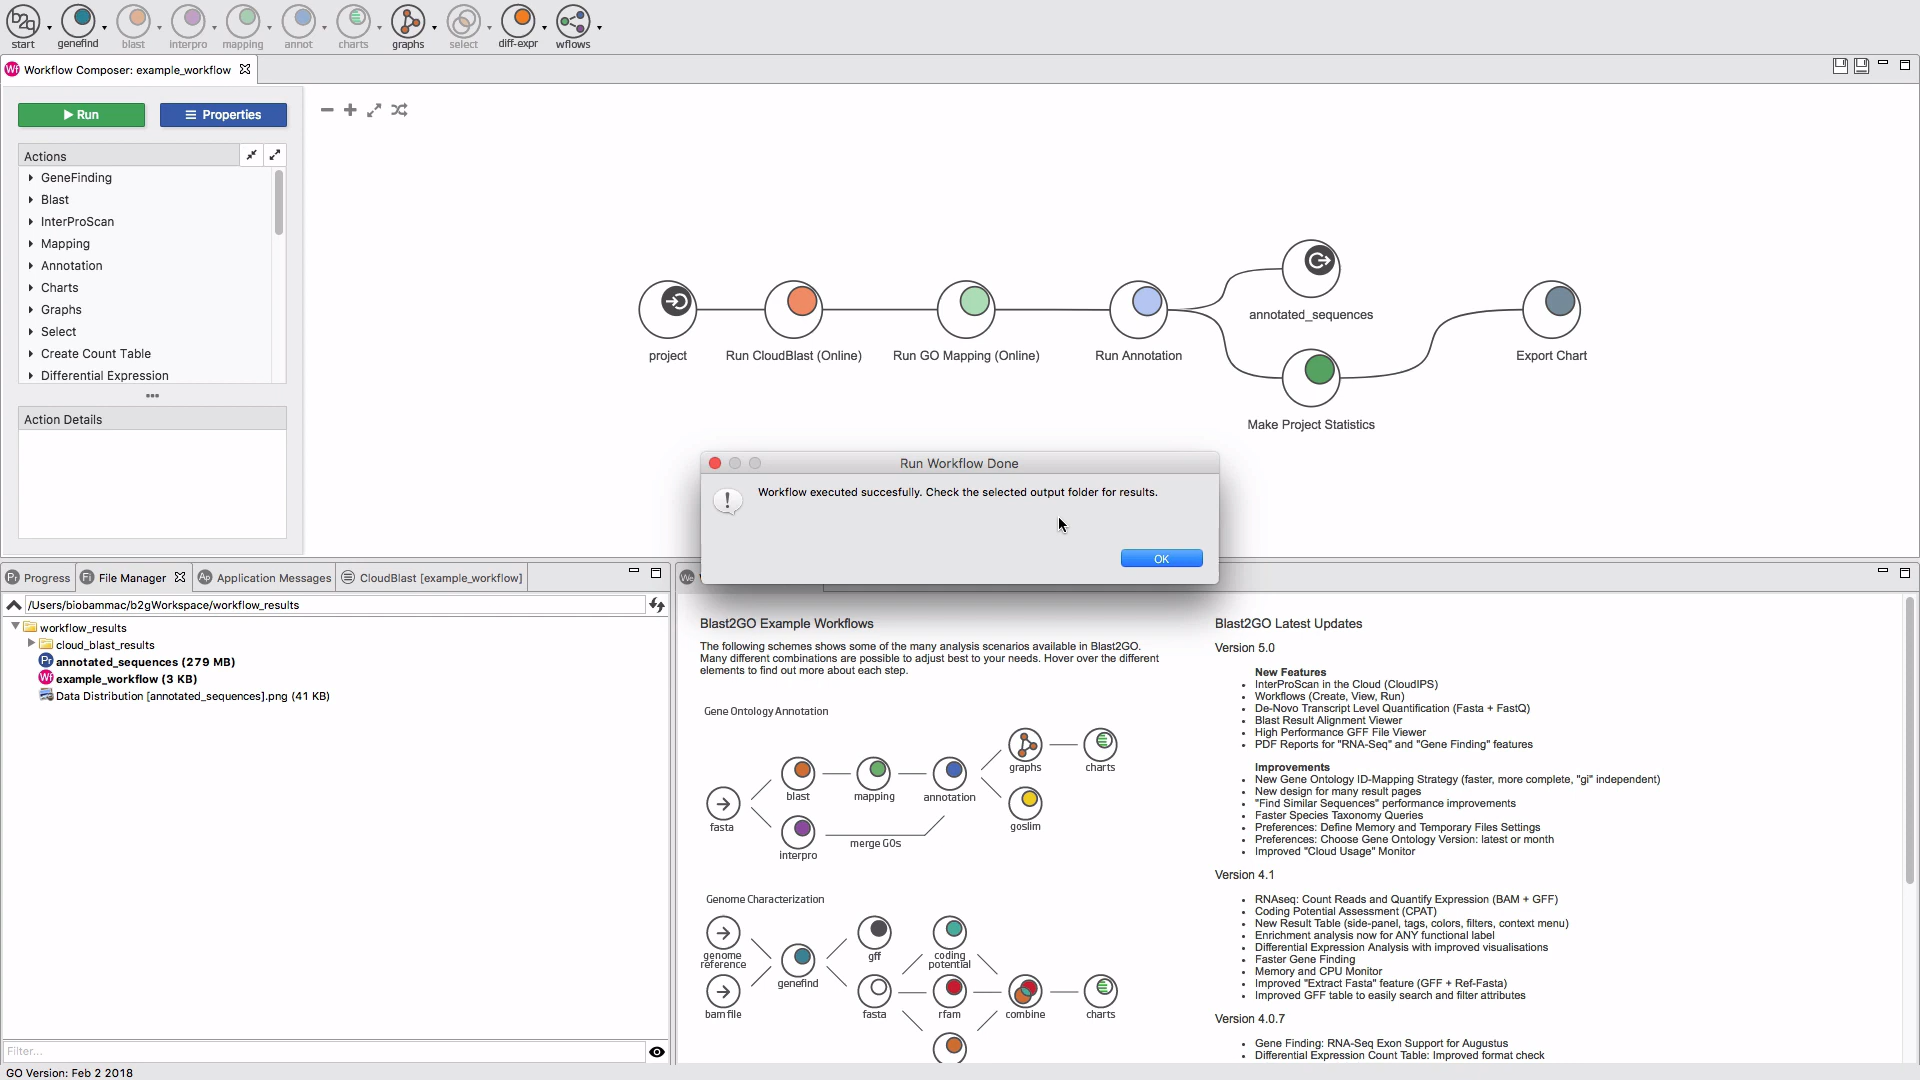 b2g
start
genefind
blast
interpro
mapping
annot
charts
graphs
select
diff-expr
wflows
Wf Workflow Composer: example_workflow
Run
Properties
Actions
GeneFinding
Blast
InterProScan
Mapping
Annotation
Charts
Graphs
Select
Create Count Table
Differential Expression
Action Details
project
Run CloudBlast (Online)
Run GO Mapping (Online)
Run Annotation
annotated_sequences
Make Project Statistics
Export Chart
Run Workflow Done
Workflow executed succesfully. Check the selected output folder for results.
OK
Pr Progress
Fi File Manager
Ap Application Messages
CloudBlast [example_workflow]
We
/Users/biobammac/b2gWorkspace/workflow_results
workflow_results
cloud_blast_results
Pr annotated_sequences (279 MB)
Wf example_workflow (3 KB)
Data Distribution [annotated_sequences].png (41 KB)
Filter...
GO Version: Feb 2 2018
Blast2GO Example Workflows
The following schemes shows some of the many analysis scenarios available in Blast2GO.
Many different combinations are possible to adjust best to your needs. Hover over the different
elements to find out more about each step.
Gene Ontology Annotation
fasta
blast
mapping
annotation
graphs
charts
goslim
interpro
merge GOs
Genome Characterization
genome
reference
bam file
genefind
gff
coding
potential
fasta
rfam
combine
charts
Blast2GO Latest Updates
Version 5.0
New Features
• InterProScan in the Cloud (CloudIPS)
• Workflows (Create, View, Run)
• De-Novo Transcript Level Quantification (Fasta + FastQ)
• Blast Result Alignment Viewer
• High Performance GFF File Viewer
• PDF Reports for "RNA-Seq" and "Gene Finding" features
Improvements
• New Gene Ontology ID-Mapping Strategy (faster, more complete, "gi" independent)
• New design for many result pages
• "Find Similar Sequences" performance improvements
• Faster Species Taxonomy Queries
• Preferences: Define Memory and Temporary Files Settings
• Preferences: Choose Gene Ontology Version: latest or month
• Improved "Cloud Usage" Monitor
Version 4.1
• RNAseq: Count Reads and Quantify Expression (BAM + GFF)
• Coding Potential Assessment (CPAT)
• New Result Table (side-panel, tags, colors, filters, context menu)
• Enrichment analysis now for ANY functional label
• Differential Expression Analysis with improved visualisations
• Faster Gene Finding
• Memory and CPU Monitor
• Improved "Extract Fasta" feature (GFF + Ref-Fasta)
• Improved GFF table to easily search and filter attributes
Version 4.0.7
• Gene Finding: RNA-Seq Exon Support for Augustus
• Differential Expression Count Table: Improved format check